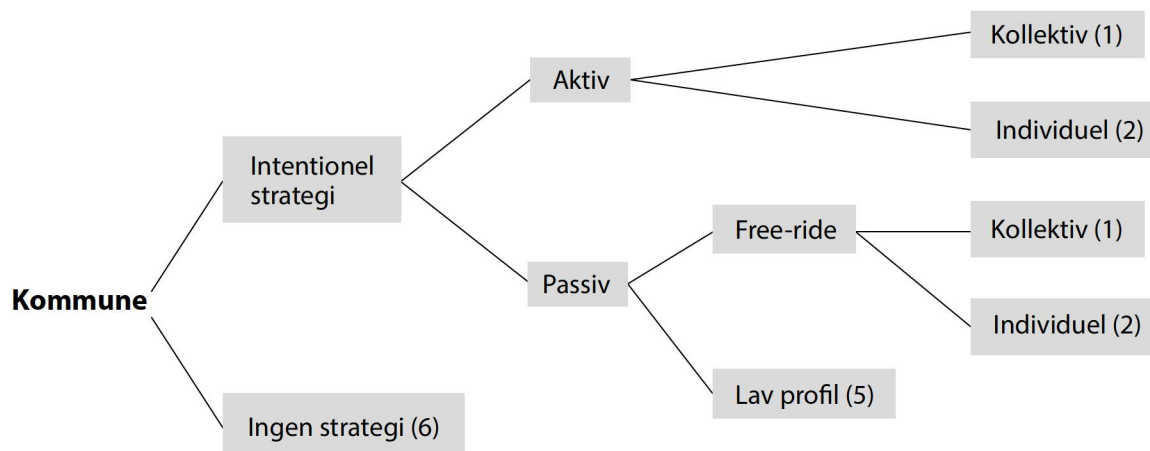 Kollektiv (1)
Aktiv
Individuel (2)
Intentionel
strategi
Free-ride
Kollektiv (1)
Passiv
Kommune
Individuel (2)
Lav profil (5)
Ingen strategi (6)